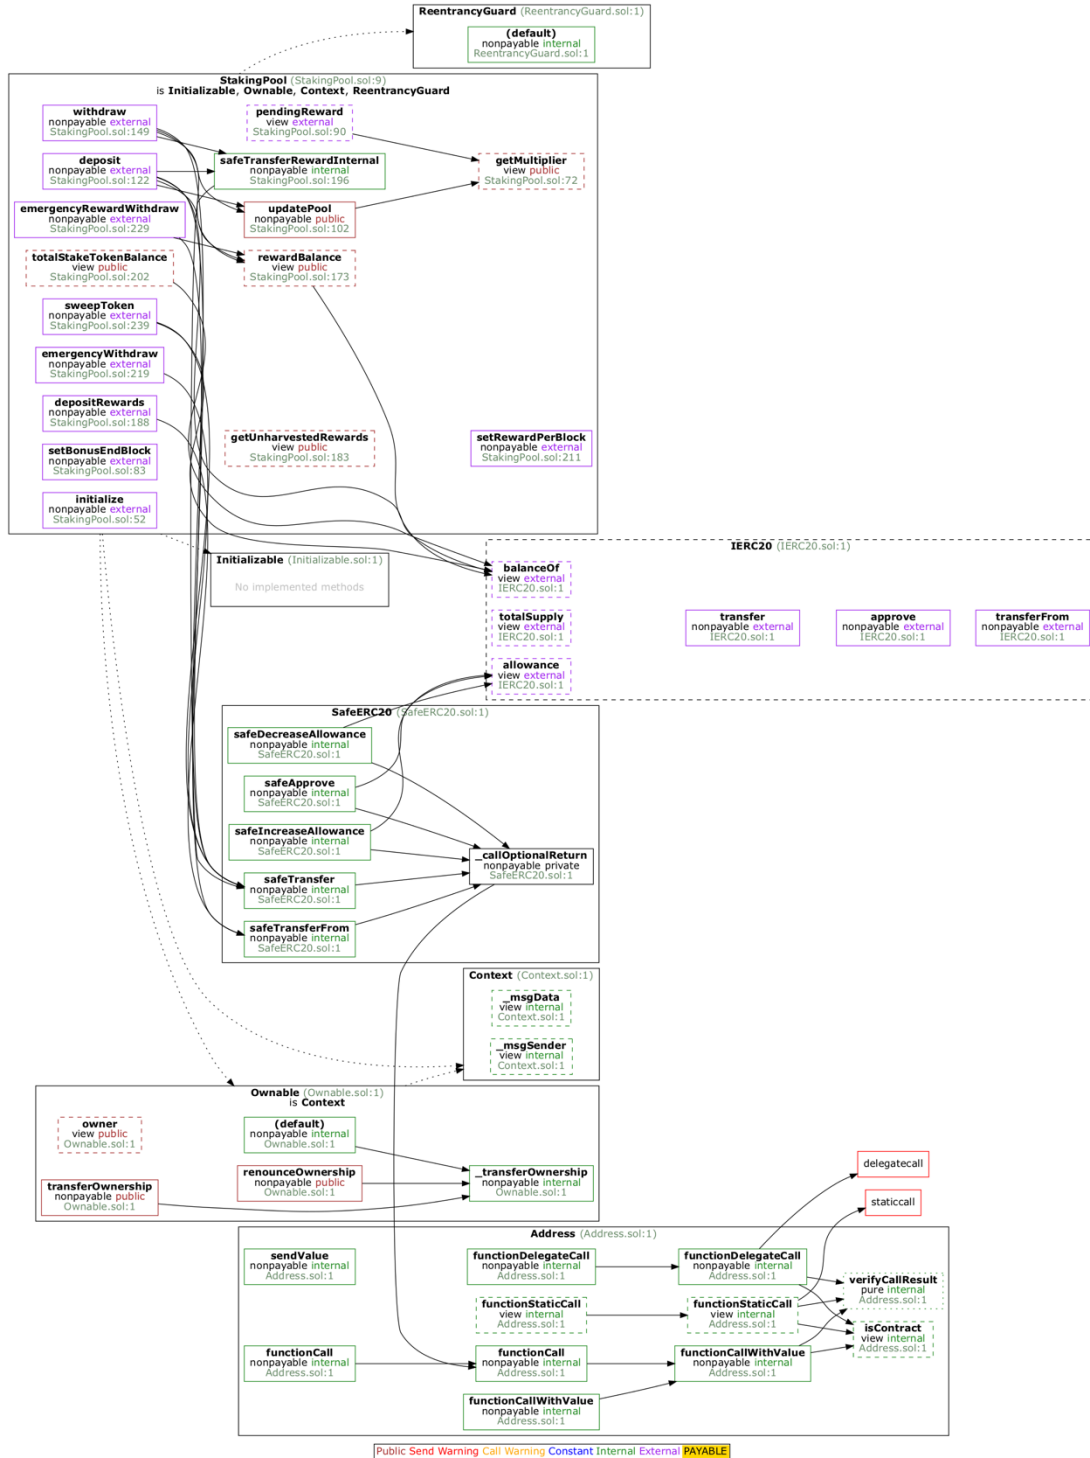 ReentrancyGuard (ReentrancyGuard.sol:1)
(default)
nonpayable internal
ReentrancyGuard.sol:1
StakingPool (StakingPool.sol:9)
is Initializable, Ownable, Context, ReentrancyGuard
withdraw
nonpayable external
StakingPool.sol:149
pendingReward
view external
StakingPool.sol:90
deposit
nonpayable external
StakingPool.sol:122
safeTransferRewardInternal
nonpayable internal
StakingPool.sol:196
getMultiplier
view public
StakingPool.sol:72
emergencyRewardWithdraw
nonpayable external
StakingPool.sol:229
updatePool
nonpayable public
StakingPool.sol:102
totalStakeTokenBalance
view public
StakingPool.sol:202
rewardBalance
view public
StakingPool.sol:173
sweepToken
nonpayable external
StakingPool.sol:239
emergencyWithdraw
nonpayable external
StakingPool.sol:219
depositRewards
nonpayable external
StakingPool.sol:188
setBonusEndBlock
nonpayable external
StakingPool.sol:83
getUnharvestedRewards
view public
StakingPool.sol:183
setRewardPerBlock
nonpayable external
StakingPool.sol:211
initialize
nonpayable external
StakingPool.sol:52
Initializable (Initializable.sol:1)
No implemented methods
IERC20 (IERC20.sol:1)
balanceOf
view external
IERC20.sol:1
totalSupply
view external
IERC20.sol:1
transfer
nonpayable external
IERC20.sol:1
approve
nonpayable external
IERC20.sol:1
transferFrom
nonpayable external
IERC20.sol:1
allowance
view external
IERC20.sol:1
SafeERC20 (SafeERC20.sol:1)
safeDecreaseAllowance
nonpayable internal
SafeERC20.sol:1
safeApprove
nonpayable internal
SafeERC20.sol:1
safeIncreaseAllowance
nonpayable internal
SafeERC20.sol:1
_callOptionalReturn
nonpayable private
SafeERC20.sol:1
safeTransfer
nonpayable internal
SafeERC20.sol:1
safeTransferFrom
nonpayable internal
SafeERC20.sol:1
Context (Context.sol:1)
_msgData
view internal
Context.sol:1
_msgSender
view internal
Context.sol:1
Ownable (Ownable.sol:1)
is Context
owner
view public
Ownable.sol:1
(default)
nonpayable internal
Ownable.sol:1
transferOwnership
nonpayable public
Ownable.sol:1
renounceOwnership
nonpayable public
Ownable.sol:1
_transferOwnership
nonpayable internal
Ownable.sol:1
delegatecall
staticcall
Address (Address.sol:1)
sendValue
nonpayable internal
Address.sol:1
functionDelegateCall
nonpayable internal
Address.sol:1
functionDelegateCall
nonpayable internal
Address.sol:1
verifyCallResult
pure internal
Address.sol:1
functionStaticCall
view internal
Address.sol:1
functionStaticCall
view internal
Address.sol:1
isContract
view internal
Address.sol:1
functionCall
nonpayable internal
Address.sol:1
functionCall
nonpayable internal
Address.sol:1
functionCallWithValue
nonpayable internal
Address.sol:1
functionCallWithValue
nonpayable internal
Address.sol:1
Public Send Warning Call Warning Constant Internal External PAYABLE